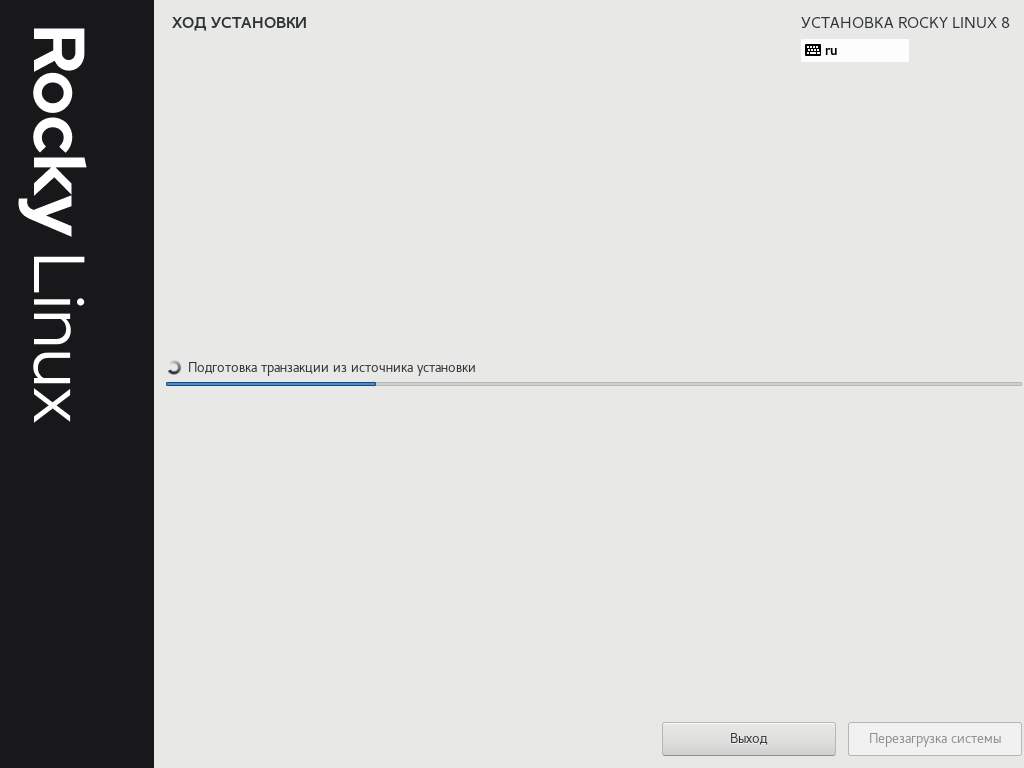 Rocky Linux
ХОД УСТАНОВКИ
УСТАНОВКА ROCKY LINUX 8
ru
Подготовка транзакции из источника установки
Выход
Перезагрузка системы